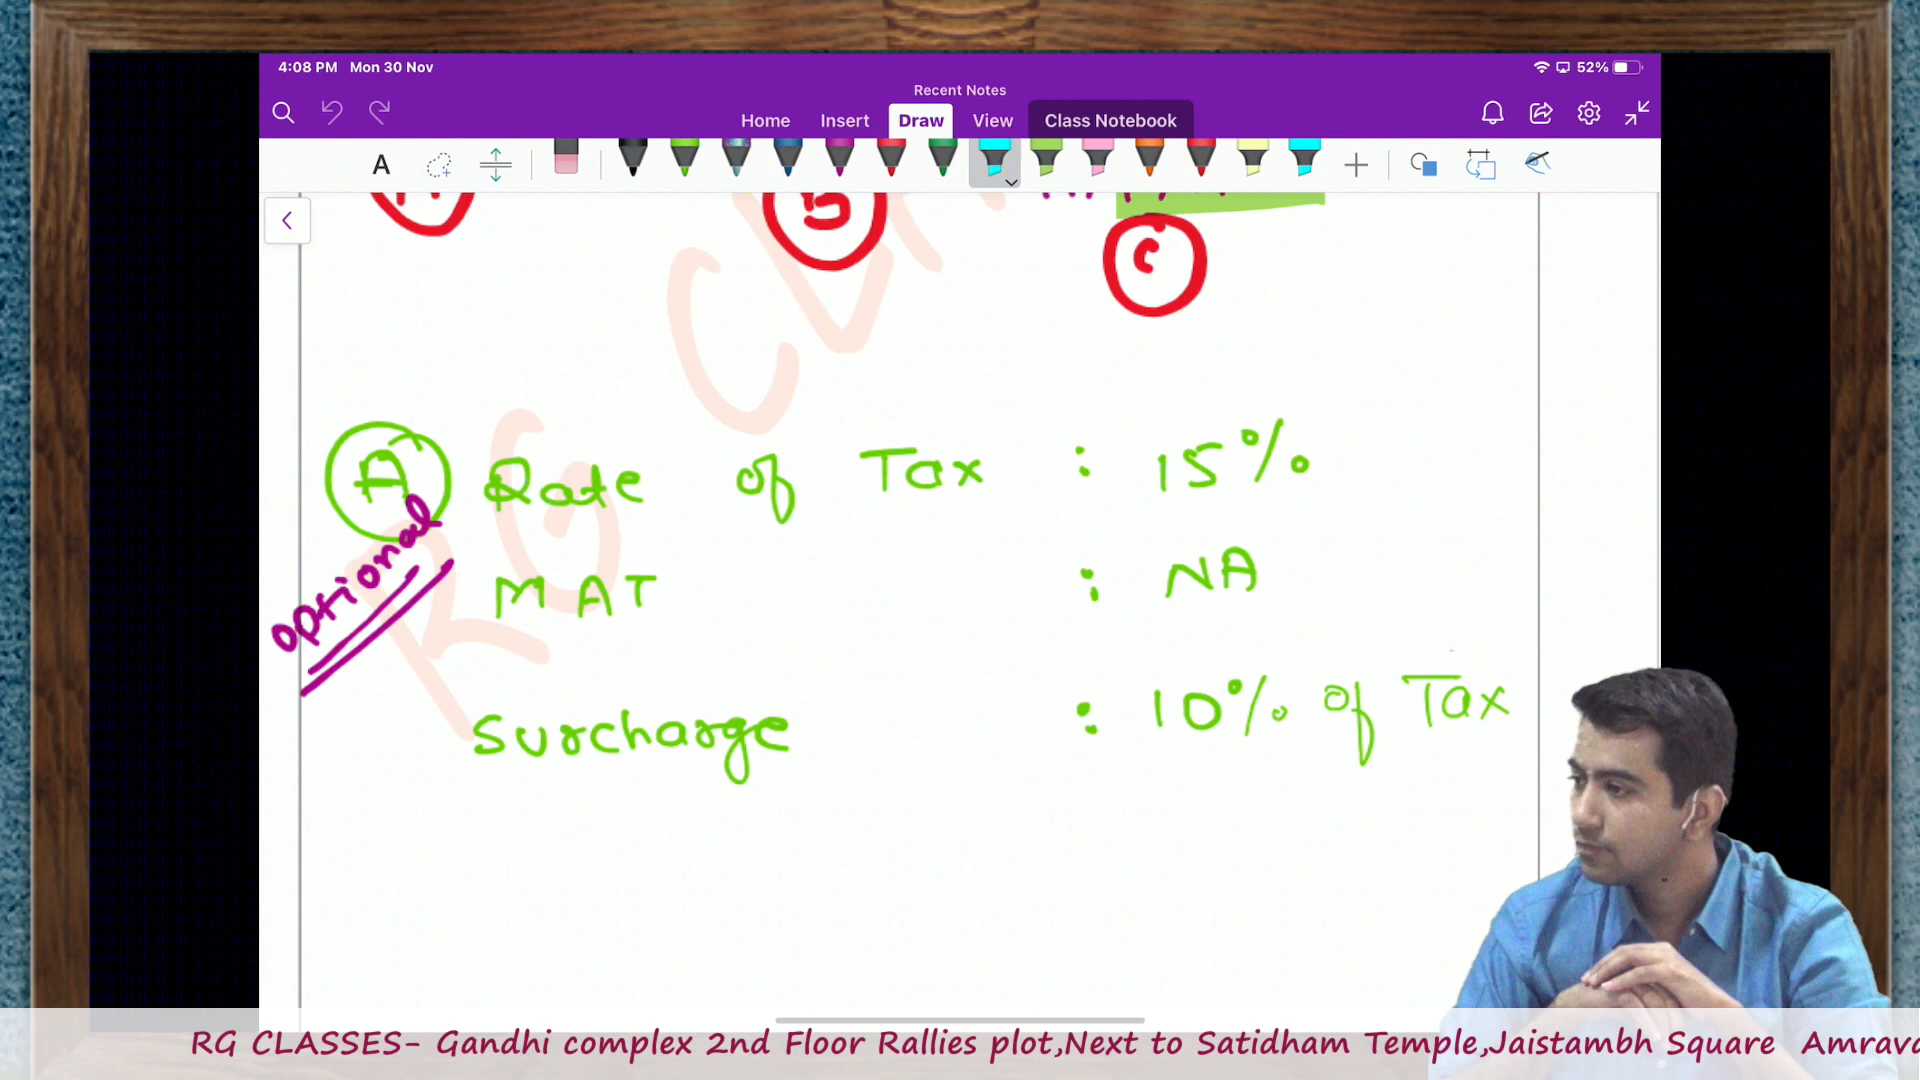 4:08 PM Mon 30 Nov
52%
Recent Notes
Home Insert Draw View Class Notebook
A
B
C
RG
A Rate of Tax : 15%
optional
MAT : NA
Surcharge : 10% of Tax
RG CLASSES- Gandhi complex 2nd Floor Rallies plot,Next to Satidham Temple,Jaistambh Square Amrava